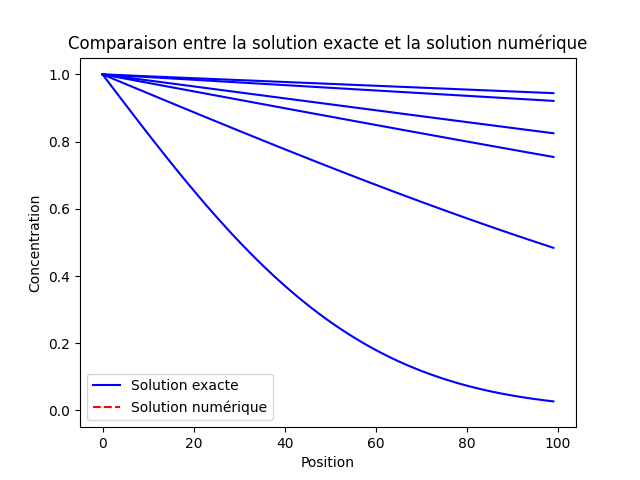 Comparaison entre la solution exacte et la solution numérique
1.0
0.8
0.6
0.4
0.2
0.0
Concentration
Solution exacte
Solution numérique
0 20 40 60 80 100
Position